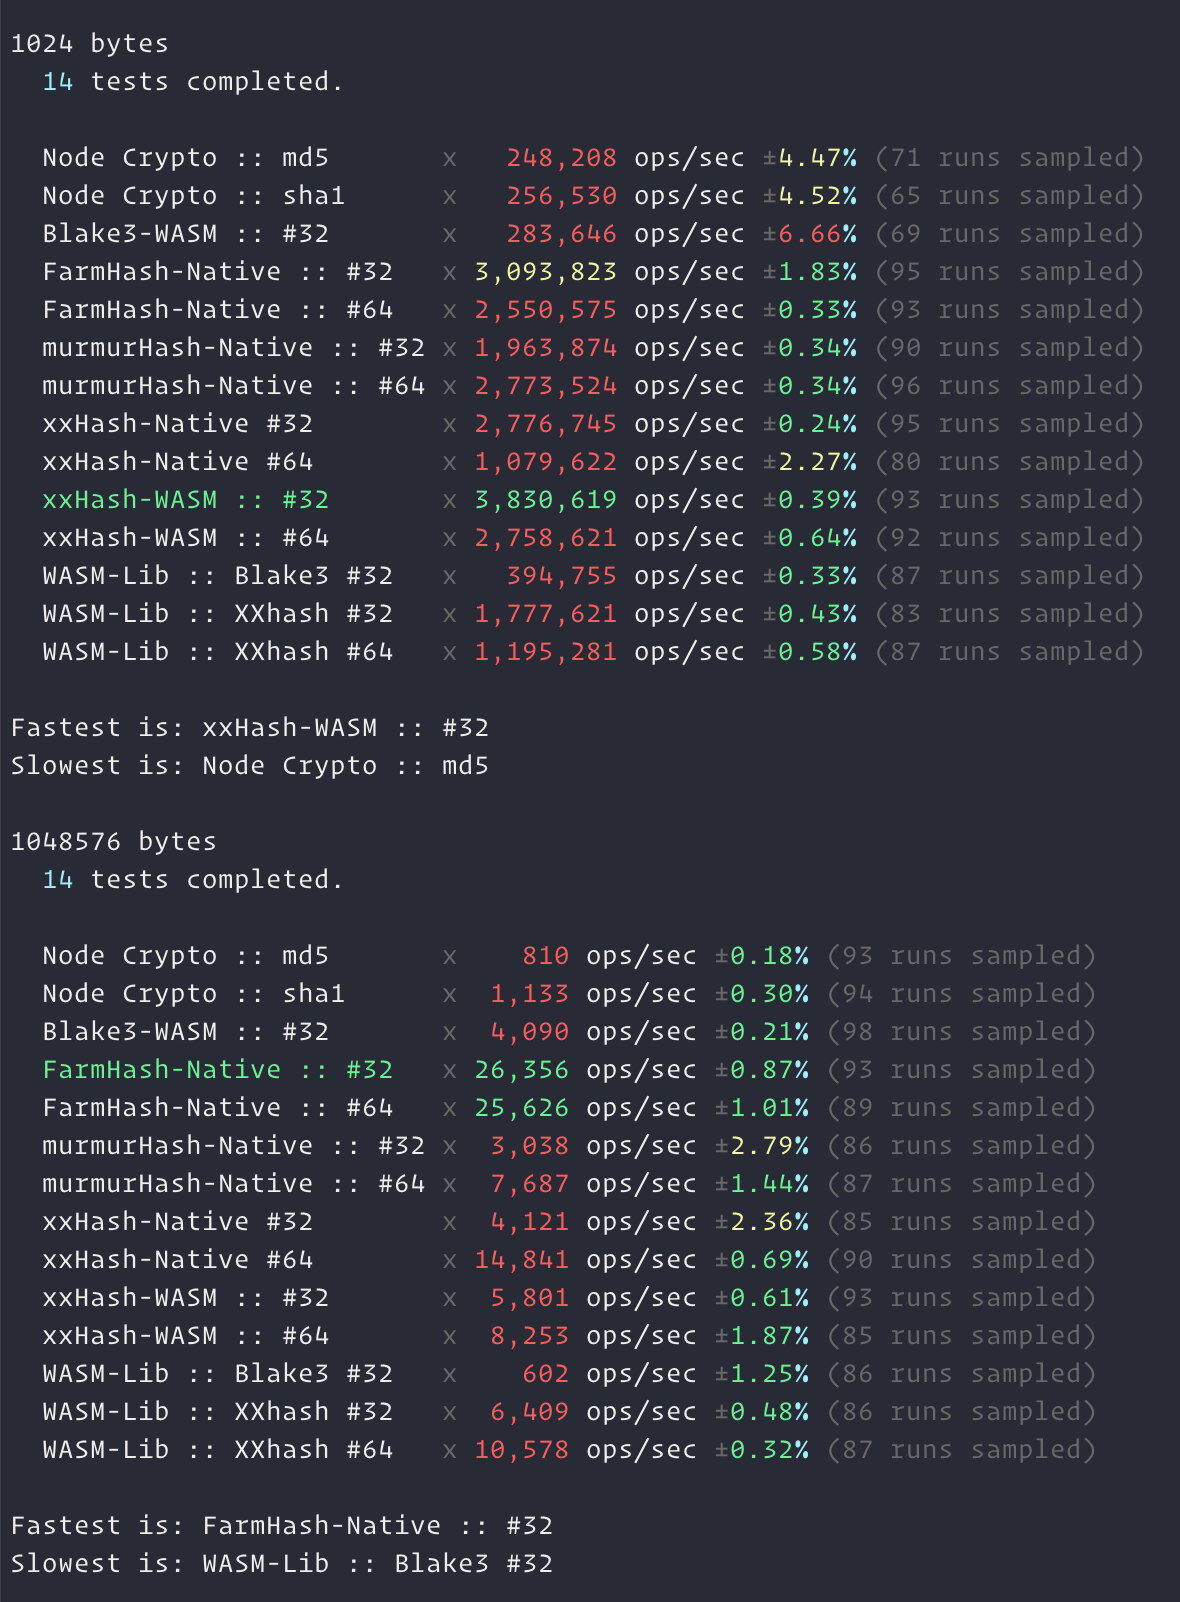 1024 bytes
14 tests completed.
Node Crypto :: md5 x 248,208 ops/sec ±4.47% (71 runs sampled)
Node Crypto :: sha1 x 256,530 ops/sec ±4.52% (65 runs sampled)
Blake3-WASM :: #32 x 283,646 ops/sec ±6.66% (69 runs sampled)
FarmHash-Native :: #32 x 3,093,823 ops/sec ±1.83% (95 runs sampled)
FarmHash-Native :: #64 x 2,550,575 ops/sec ±0.33% (93 runs sampled)
murmurHash-Native :: #32 x 1,963,874 ops/sec ±0.34% (90 runs sampled)
murmurHash-Native :: #64 x 2,773,524 ops/sec ±0.34% (96 runs sampled)
xxHash-Native #32 x 2,776,745 ops/sec ±0.24% (95 runs sampled)
xxHash-Native #64 x 1,079,622 ops/sec ±2.27% (80 runs sampled)
xxHash-WASM :: #32 x 3,830,619 ops/sec ±0.39% (93 runs sampled)
xxHash-WASM :: #64 x 2,758,621 ops/sec ±0.64% (92 runs sampled)
WASM-Lib :: Blake3 #32 x 394,755 ops/sec ±0.33% (87 runs sampled)
WASM-Lib :: XXhash #32 x 1,777,621 ops/sec ±0.43% (83 runs sampled)
WASM-Lib :: XXhash #64 x 1,195,281 ops/sec ±0.58% (87 runs sampled)
Fastest is: xxHash-WASM :: #32
Slowest is: Node Crypto :: md5
1048576 bytes
14 tests completed.
Node Crypto :: md5 x 810 ops/sec ±0.18% (93 runs sampled)
Node Crypto :: sha1 x 1,133 ops/sec ±0.30% (94 runs sampled)
Blake3-WASM :: #32 x 4,090 ops/sec ±0.21% (98 runs sampled)
FarmHash-Native :: #32 x 26,356 ops/sec ±0.87% (93 runs sampled)
FarmHash-Native :: #64 x 25,626 ops/sec ±1.01% (89 runs sampled)
murmurHash-Native :: #32 x 3,038 ops/sec ±2.79% (86 runs sampled)
murmurHash-Native :: #64 x 7,687 ops/sec ±1.44% (87 runs sampled)
xxHash-Native #32 x 4,121 ops/sec ±2.36% (85 runs sampled)
xxHash-Native #64 x 14,841 ops/sec ±0.69% (90 runs sampled)
xxHash-WASM :: #32 x 5,801 ops/sec ±0.61% (93 runs sampled)
xxHash-WASM :: #64 x 8,253 ops/sec ±1.87% (85 runs sampled)
WASM-Lib :: Blake3 #32 x 602 ops/sec ±1.25% (86 runs sampled)
WASM-Lib :: XXhash #32 x 6,409 ops/sec ±0.48% (86 runs sampled)
WASM-Lib :: XXhash #64 x 10,578 ops/sec ±0.32% (87 runs sampled)
Fastest is: FarmHash-Native :: #32
Slowest is: WASM-Lib :: Blake3 #32